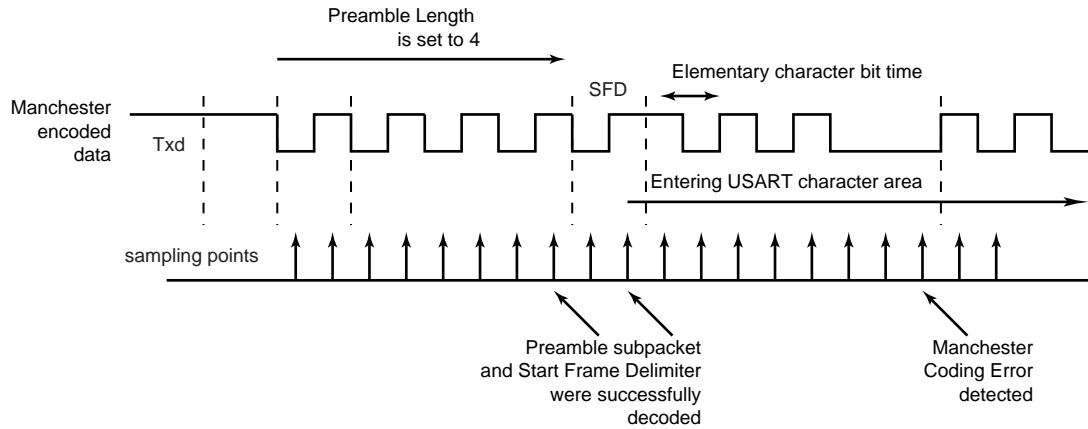 Preamble Length
is set to 4
Elementary character bit time
SFD
Manchester
encoded
data
Txd
Entering USART character area
sampling points
Preamble subpacket
and Start Frame Delimiter
were successfully
decoded
Manchester
Coding Error
detected